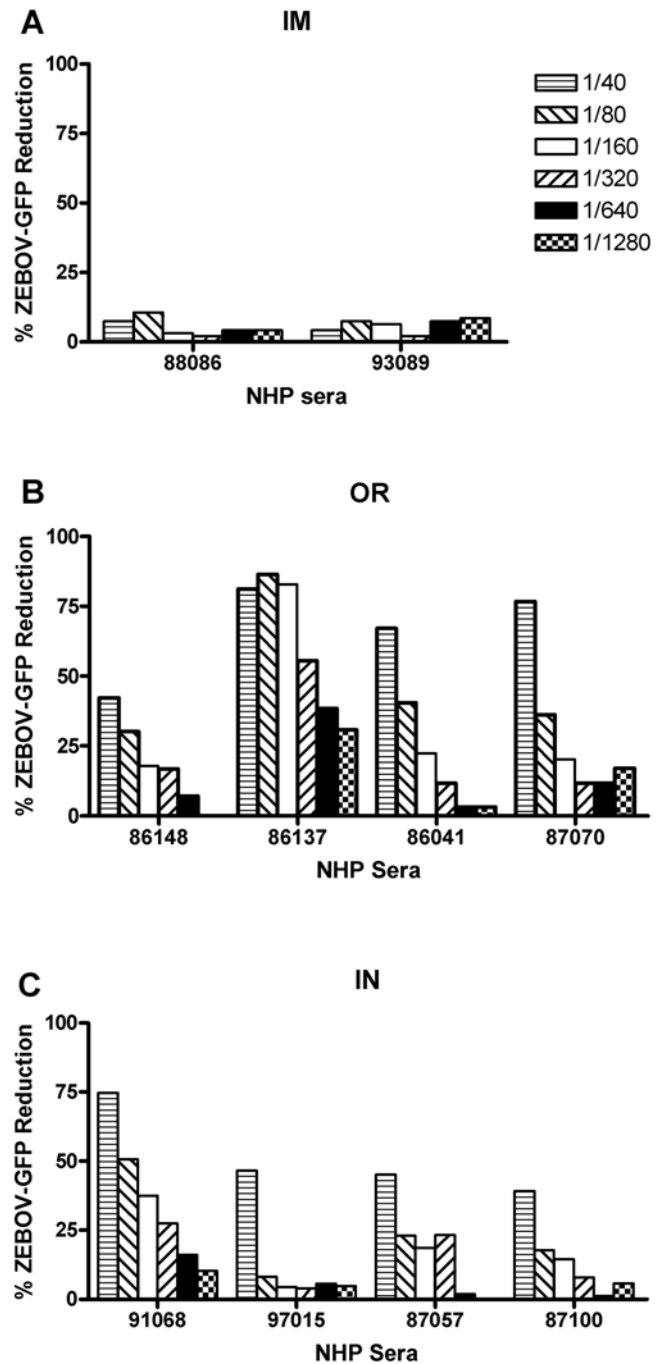 A
IM
% ZEBOV-GFP Reduction
100
75
50
25
0
88086 93089
NHP sera
1/40
1/80
1/160
1/320
1/640
1/1280
B
OR
% ZEBOV-GFP Reduction
100
75
50
25
0
86148 86137 86041 87070
NHP Sera
C
IN
% ZEBOV-GFP Reduction
100
75
50
25
0
91068 97015 87057 87100
NHP Sera